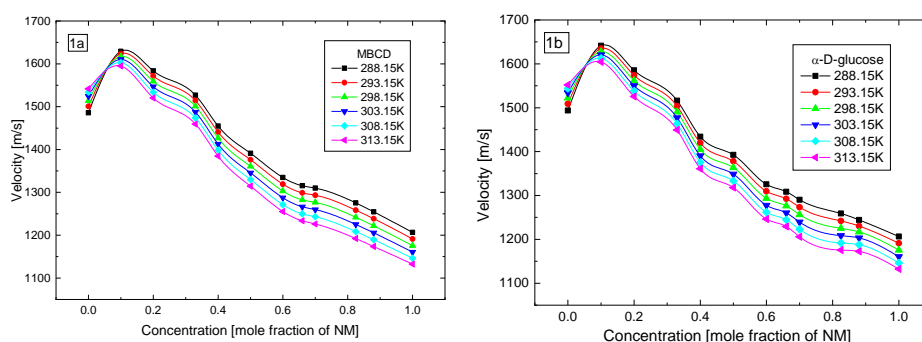 1a
MBCD
288.15K
293.15K
298.15K
303.15K
308.15K
313.15K
Velocity [m/s]
1700
1600
1500
1400
1300
1200
1100
0.0 0.2 0.4 0.6 0.8 1.0
Concentration [mole fraction of NM]
1b
α-D-glucose
288.15K
293.15K
298.15K
303.15K
308.15K
313.15K
Velocity [m/s]
1700
1600
1500
1400
1300
1200
1100
0.0 0.2 0.4 0.6 0.8 1.0
Concentration [mole fraction of NM]